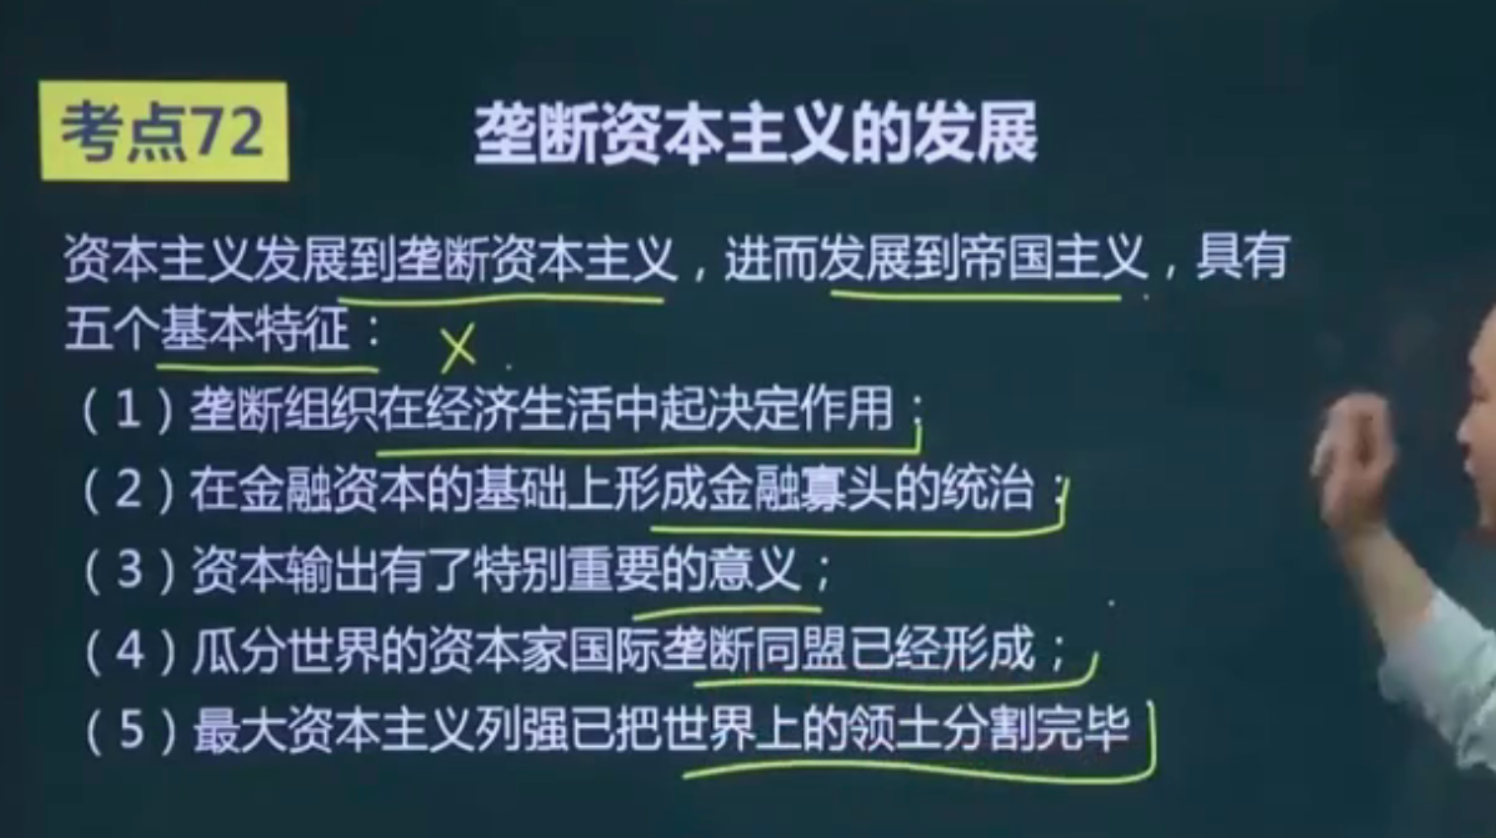 考点72
垄断资本主义的发展
资本主义发展到垄断资本主义，进而发展到帝国主义，具有
五个基本特征：
（1）垄断组织在经济生活中起决定作用；
（2）在金融资本的基础上形成金融寡头的统治；
（3）资本输出有了特别重要的意义；
（4）瓜分世界的资本家国际垄断同盟已经形成；
（5）最大资本主义列强已把世界上的领土分割完毕